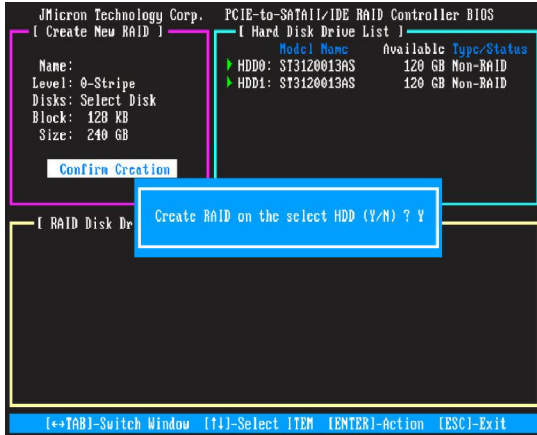 JMicron Technology Corp. PCIE-to-SATAII/IDE RAID Controller BIOS
[ Create New RAID ]
Name:
Level: 0-Stripe
Disks: Select Disk
Block: 128 KB
Size: 240 GB
Confirm Creation
[ Hard Disk Drive List ]
Model Name Available Type/Status
HDD0: ST3120013AS 120 GB Non-RAID
HDD1: ST3120013AS 120 GB Non-RAID
Create RAID on the select HDD (Y/N) ? Y
[ RAID Disk Dr
[↔TAB]-Switch Window [↑↓]-Select ITEM [ENTER]-Action [ESC]-Exit